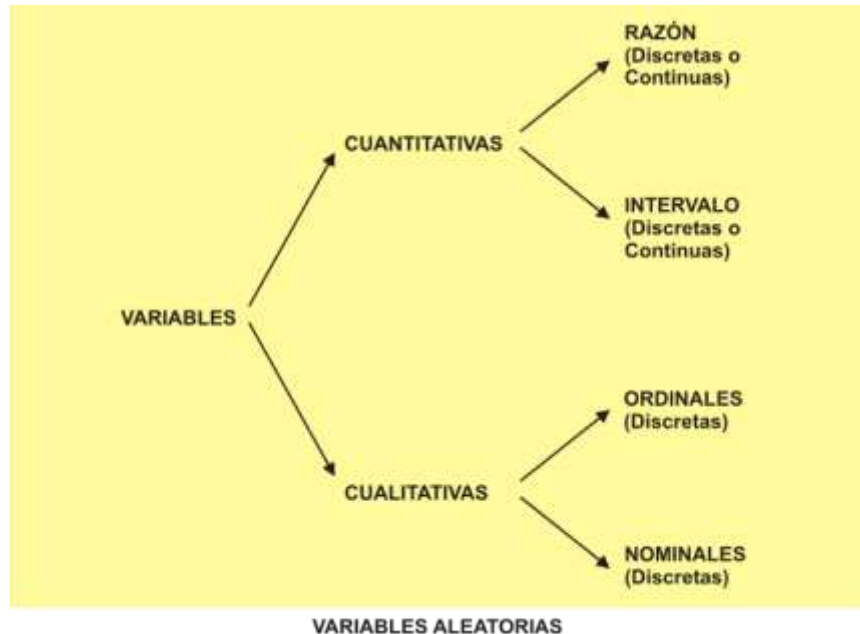 RAZÓN
(Discretas o
Continuas)
CUANTITATIVAS
INTERVALO
(Discretas o
Continuas)
VARIABLES
ORDINALES
(Discretas)
CUALITATIVAS
NOMINALES
(Discretas)
VARIABLES ALEATORIAS